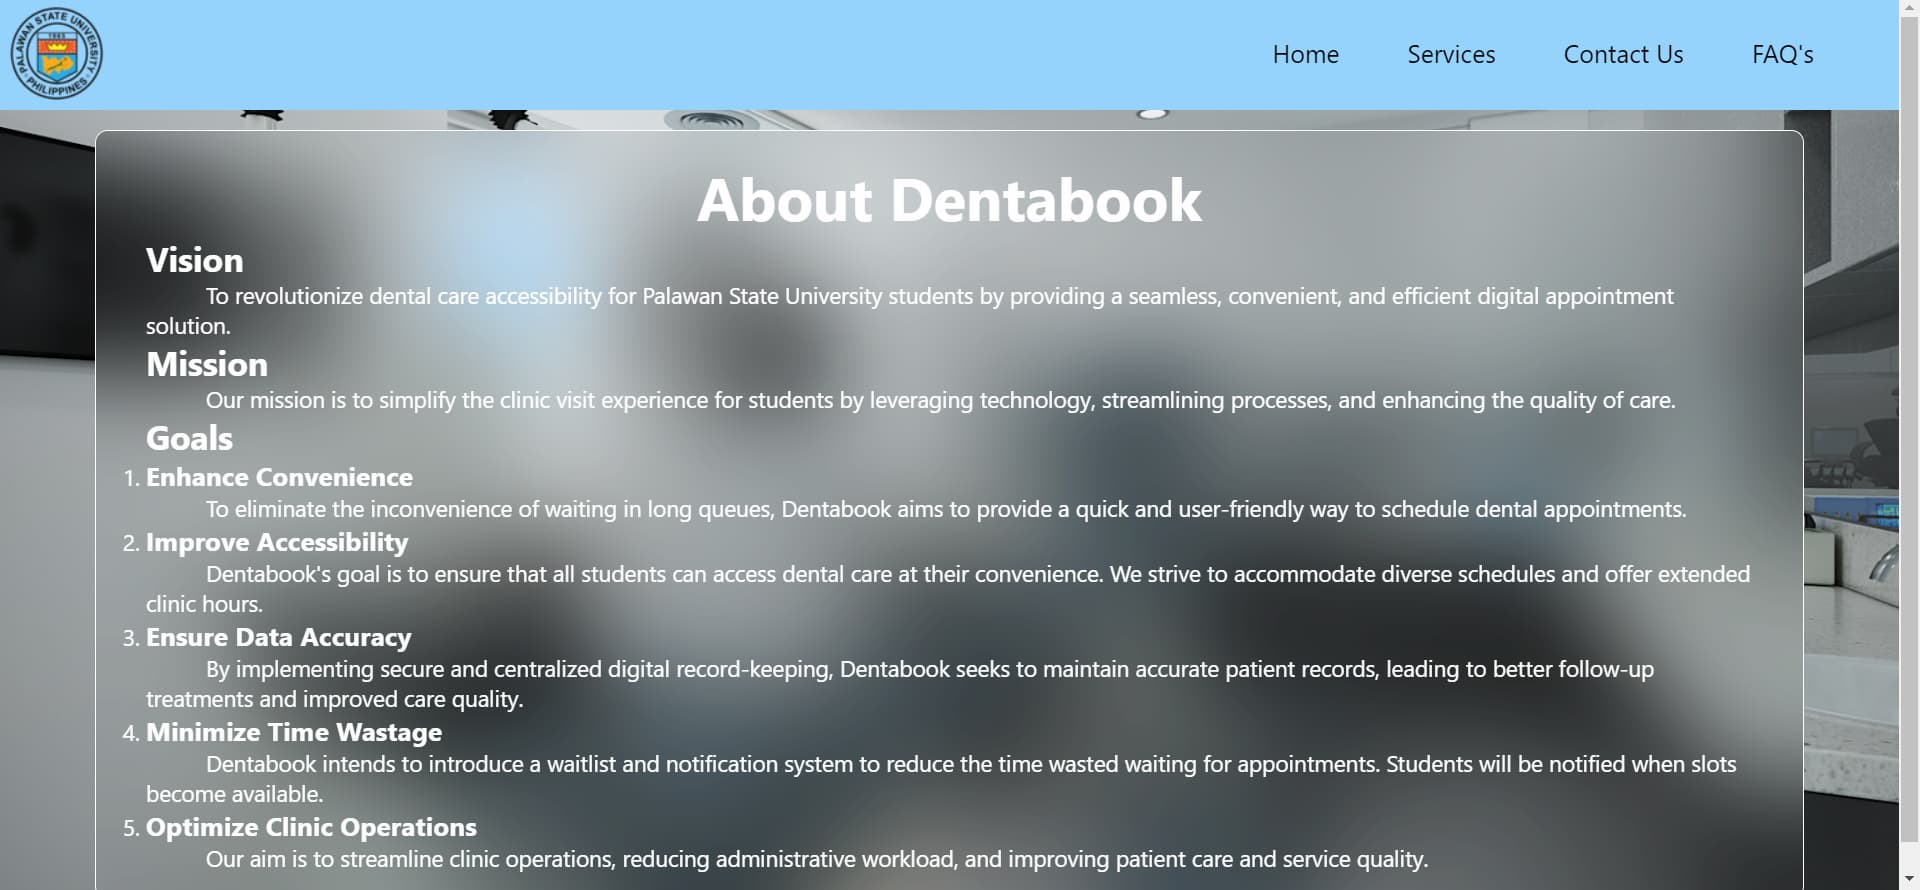 PALAWAN STATE UNIVERSITY
PHILIPPINES
Home Services Contact Us FAQ's
About Dentabook
Vision
To revolutionize dental care accessibility for Palawan State University students by providing a seamless, convenient, and efficient digital appointment
solution.
Mission
Our mission is to simplify the clinic visit experience for students by leveraging technology, streamlining processes, and enhancing the quality of care.
Goals
1. Enhance Convenience
To eliminate the inconvenience of waiting in long queues, Dentabook aims to provide a quick and user-friendly way to schedule dental appointments.
2. Improve Accessibility
Dentabook's goal is to ensure that all students can access dental care at their convenience. We strive to accommodate diverse schedules and offer extended
clinic hours.
3. Ensure Data Accuracy
By implementing secure and centralized digital record-keeping, Dentabook seeks to maintain accurate patient records, leading to better follow-up
treatments and improved care quality.
4. Minimize Time Wastage
Dentabook intends to introduce a waitlist and notification system to reduce the time wasted waiting for appointments. Students will be notified when slots
become available.
5. Optimize Clinic Operations
Our aim is to streamline clinic operations, reducing administrative workload, and improving patient care and service quality.